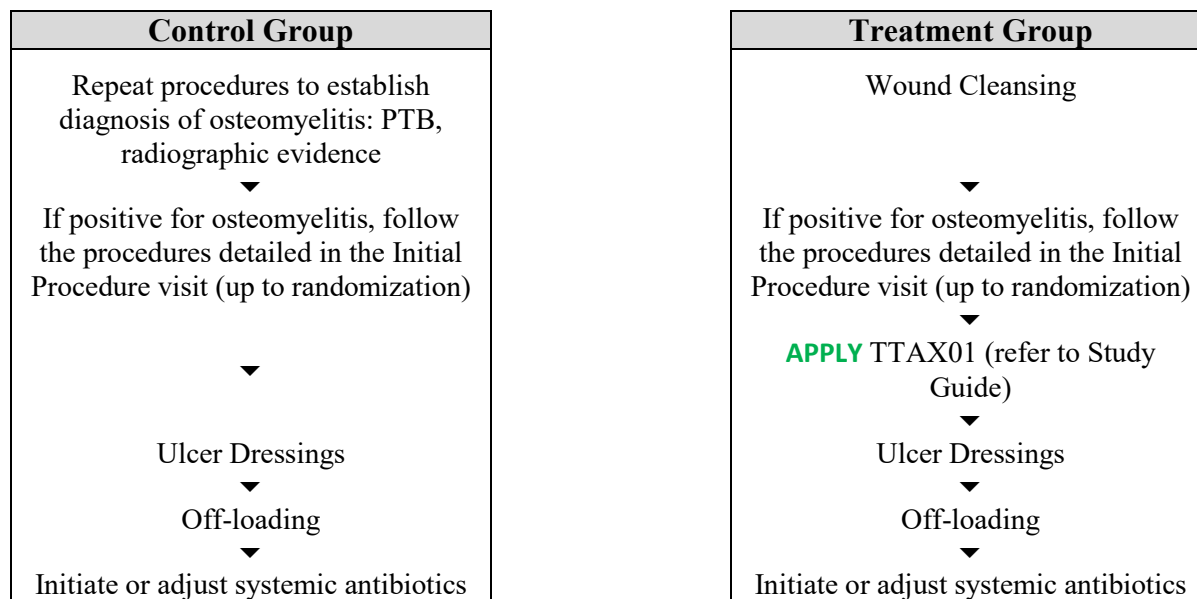 Control Group
Repeat procedures to establish
diagnosis of osteomyelitis: PTB,
radiographic evidence
If positive for osteomyelitis, follow
the procedures detailed in the Initial
Procedure visit (up to randomization)
Ulcer Dressings
Off-loading
Initiate or adjust systemic antibiotics
Treatment Group
Wound Cleansing
If positive for osteomyelitis, follow
the procedures detailed in the Initial
Procedure visit (up to randomization)
APPLY TTAX01 (refer to Study
Guide)
Ulcer Dressings
Off-loading
Initiate or adjust systemic antibiotics